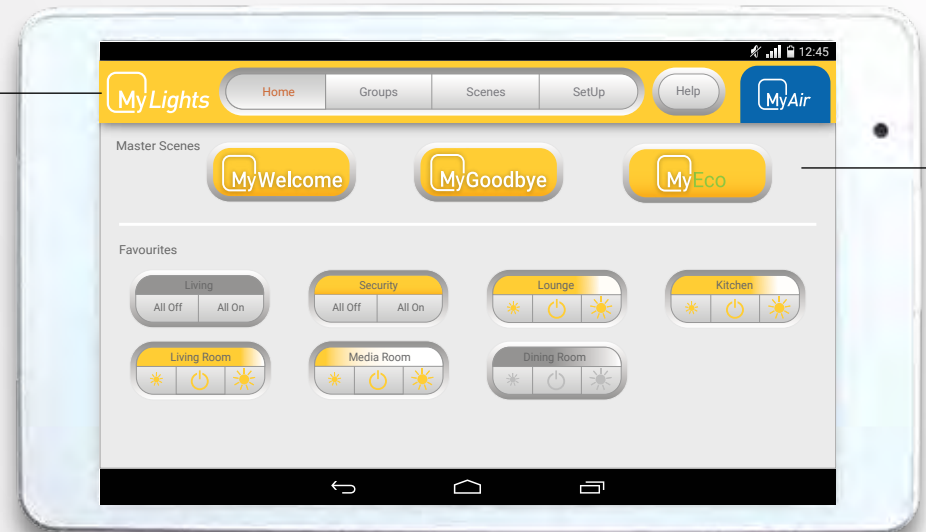 12:45
MyLights
Home Groups Scenes SetUp Help
MyAir
Master Scenes
MyWelcome MyGoodbye MyEco
Favourites
Living Security Lounge Kitchen
All Off All On All Off All On
Living Room Media Room Dining Room